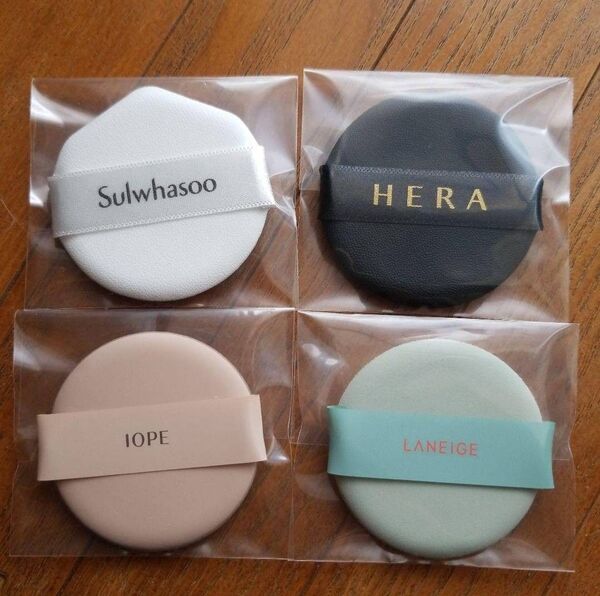 Sulwhasoo
HERA
IOPE
LANEIGE